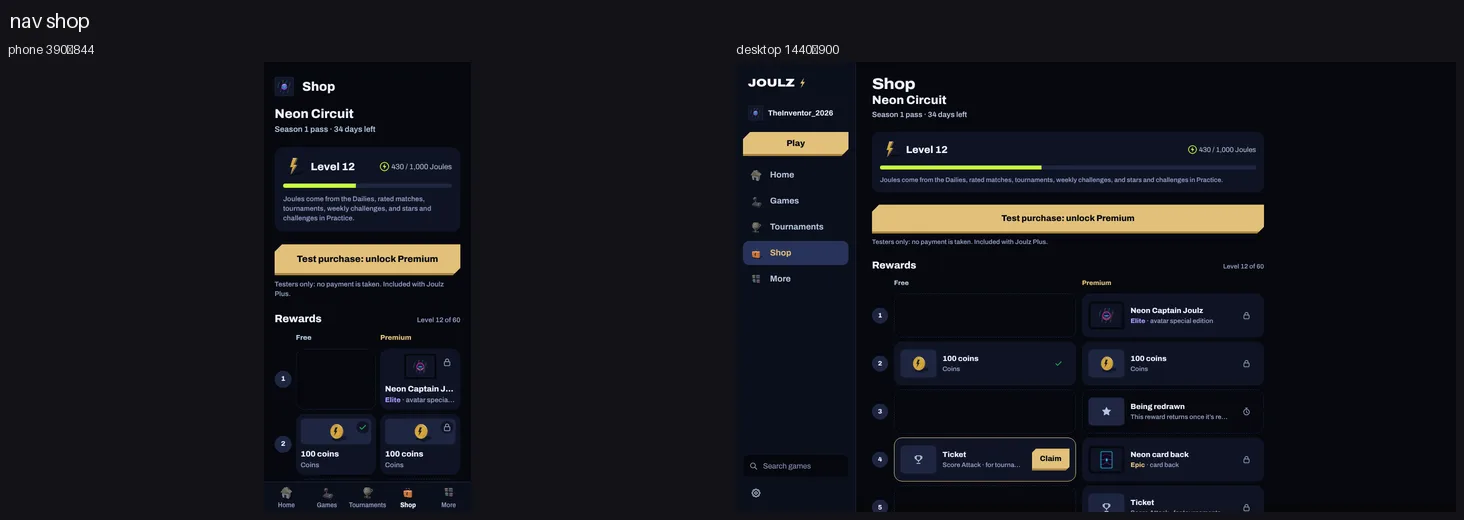 nav shop
phone 390×844
Shop
Neon Circuit
Season 1 pass · 34 days left
Level 12
430 / 1,000 Joules
Joules come from the Dailies, rated matches,
tournaments, weekly challenges, and stars and
challenges in Practice.
Test purchase: unlock Premium
Testers only: no payment is taken. Included with Joulz
Plus.
Rewards
Level 12 of 60
Free
Premium
1
Neon Captain J...
Elite · avatar specia...
2
100 coins
Coins
100 coins
Coins
Home
Games
Tournaments
Shop
More
desktop 1440×900
JOULZ
TheInventor_2026
Play
Home
Games
Tournaments
Shop
More
Search games
Shop
Neon Circuit
Season 1 pass · 34 days left
Level 12
430 / 1,000 Joules
Joules come from the Dailies, rated matches, tournaments, weekly challenges, and stars and challenges in Practice.
Test purchase: unlock Premium
Testers only: no payment is taken. Included with Joulz Plus.
Rewards
Level 12 of 60
Free
Premium
1
Neon Captain Joulz
Elite · avatar special edition
2
100 coins
Coins
100 coins
Coins
3
Being redrawn
This reward returns once it's re...
4
Ticket
Score Attack · for tourna...
Claim
Neon card back
Epic · card back
5
Ticket